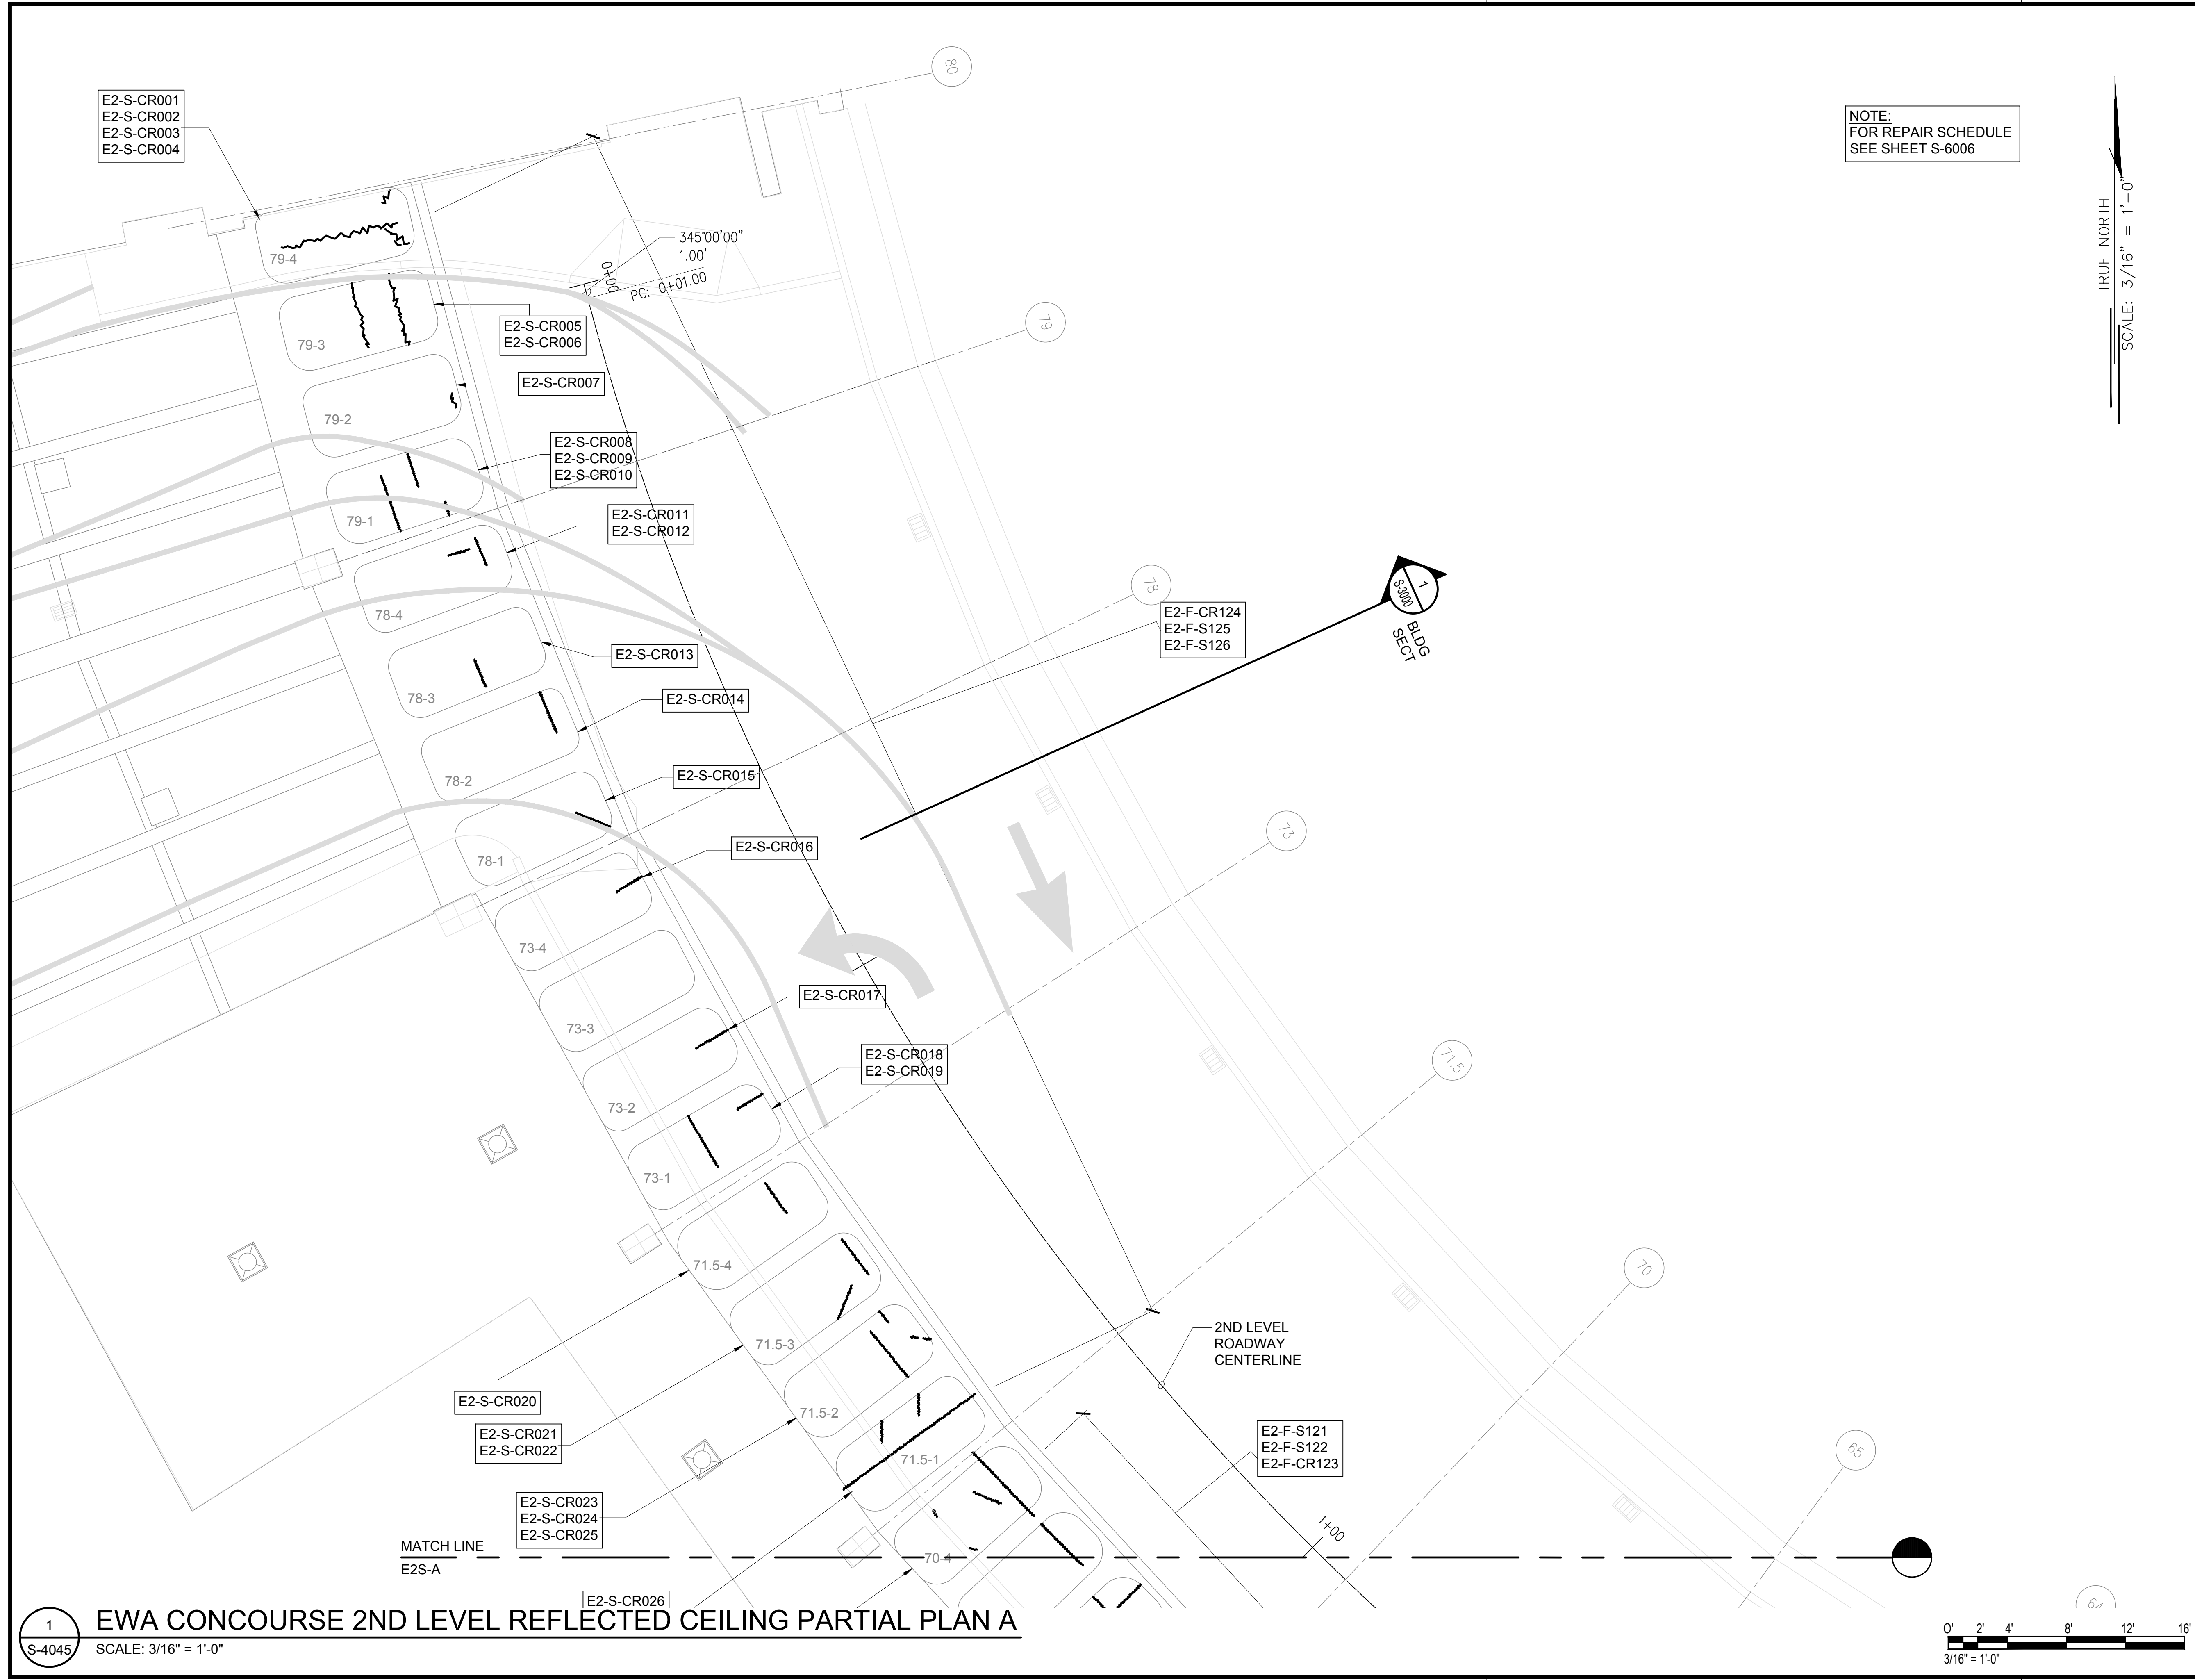 80
E2-S-CR001
E2-S-CR002
E2-S-CR003
E2-S-CR004
NOTE:
FOR REPAIR SCHEDULE
SEE SHEET S-6006
TRUE NORTH
SCALE: 3/16" = 1'-0"
79-4
345°00'00"
1.00'
0+00
PC: 0+01.00
79-3
E2-S-CR005
E2-S-CR006
79
E2-S-CR007
79-2
E2-S-CR008
E2-S-CR009
E2-S-CR010
79-1
E2-S-CR011
E2-S-CR012
78
1
S-3000
BLDG
SECT
78-4
E2-F-CR124
E2-F-S125
E2-F-S126
E2-S-CR013
78-3
E2-S-CR014
78-2
E2-S-CR015
73
E2-S-CR016
78-1
73-4
E2-S-CR017
73-3
E2-S-CR018
E2-S-CR019
71.5
73-2
73-1
71.5-4
70
71.5-3
2ND LEVEL
ROADWAY
CENTERLINE
E2-S-CR020
71.5-2
E2-S-CR021
E2-S-CR022
E2-F-S121
E2-F-S122
E2-F-CR123
65
71.5-1
E2-S-CR023
E2-S-CR024
E2-S-CR025
1+00
MATCH LINE
E2S-A
70-4
E2-S-CR026
64
1
S-4045
EWA CONCOURSE 2ND LEVEL REFLECTED CEILING PARTIAL PLAN A
SCALE: 3/16" = 1'-0"
0' 2' 4' 8' 12' 16'
3/16" = 1'-0"